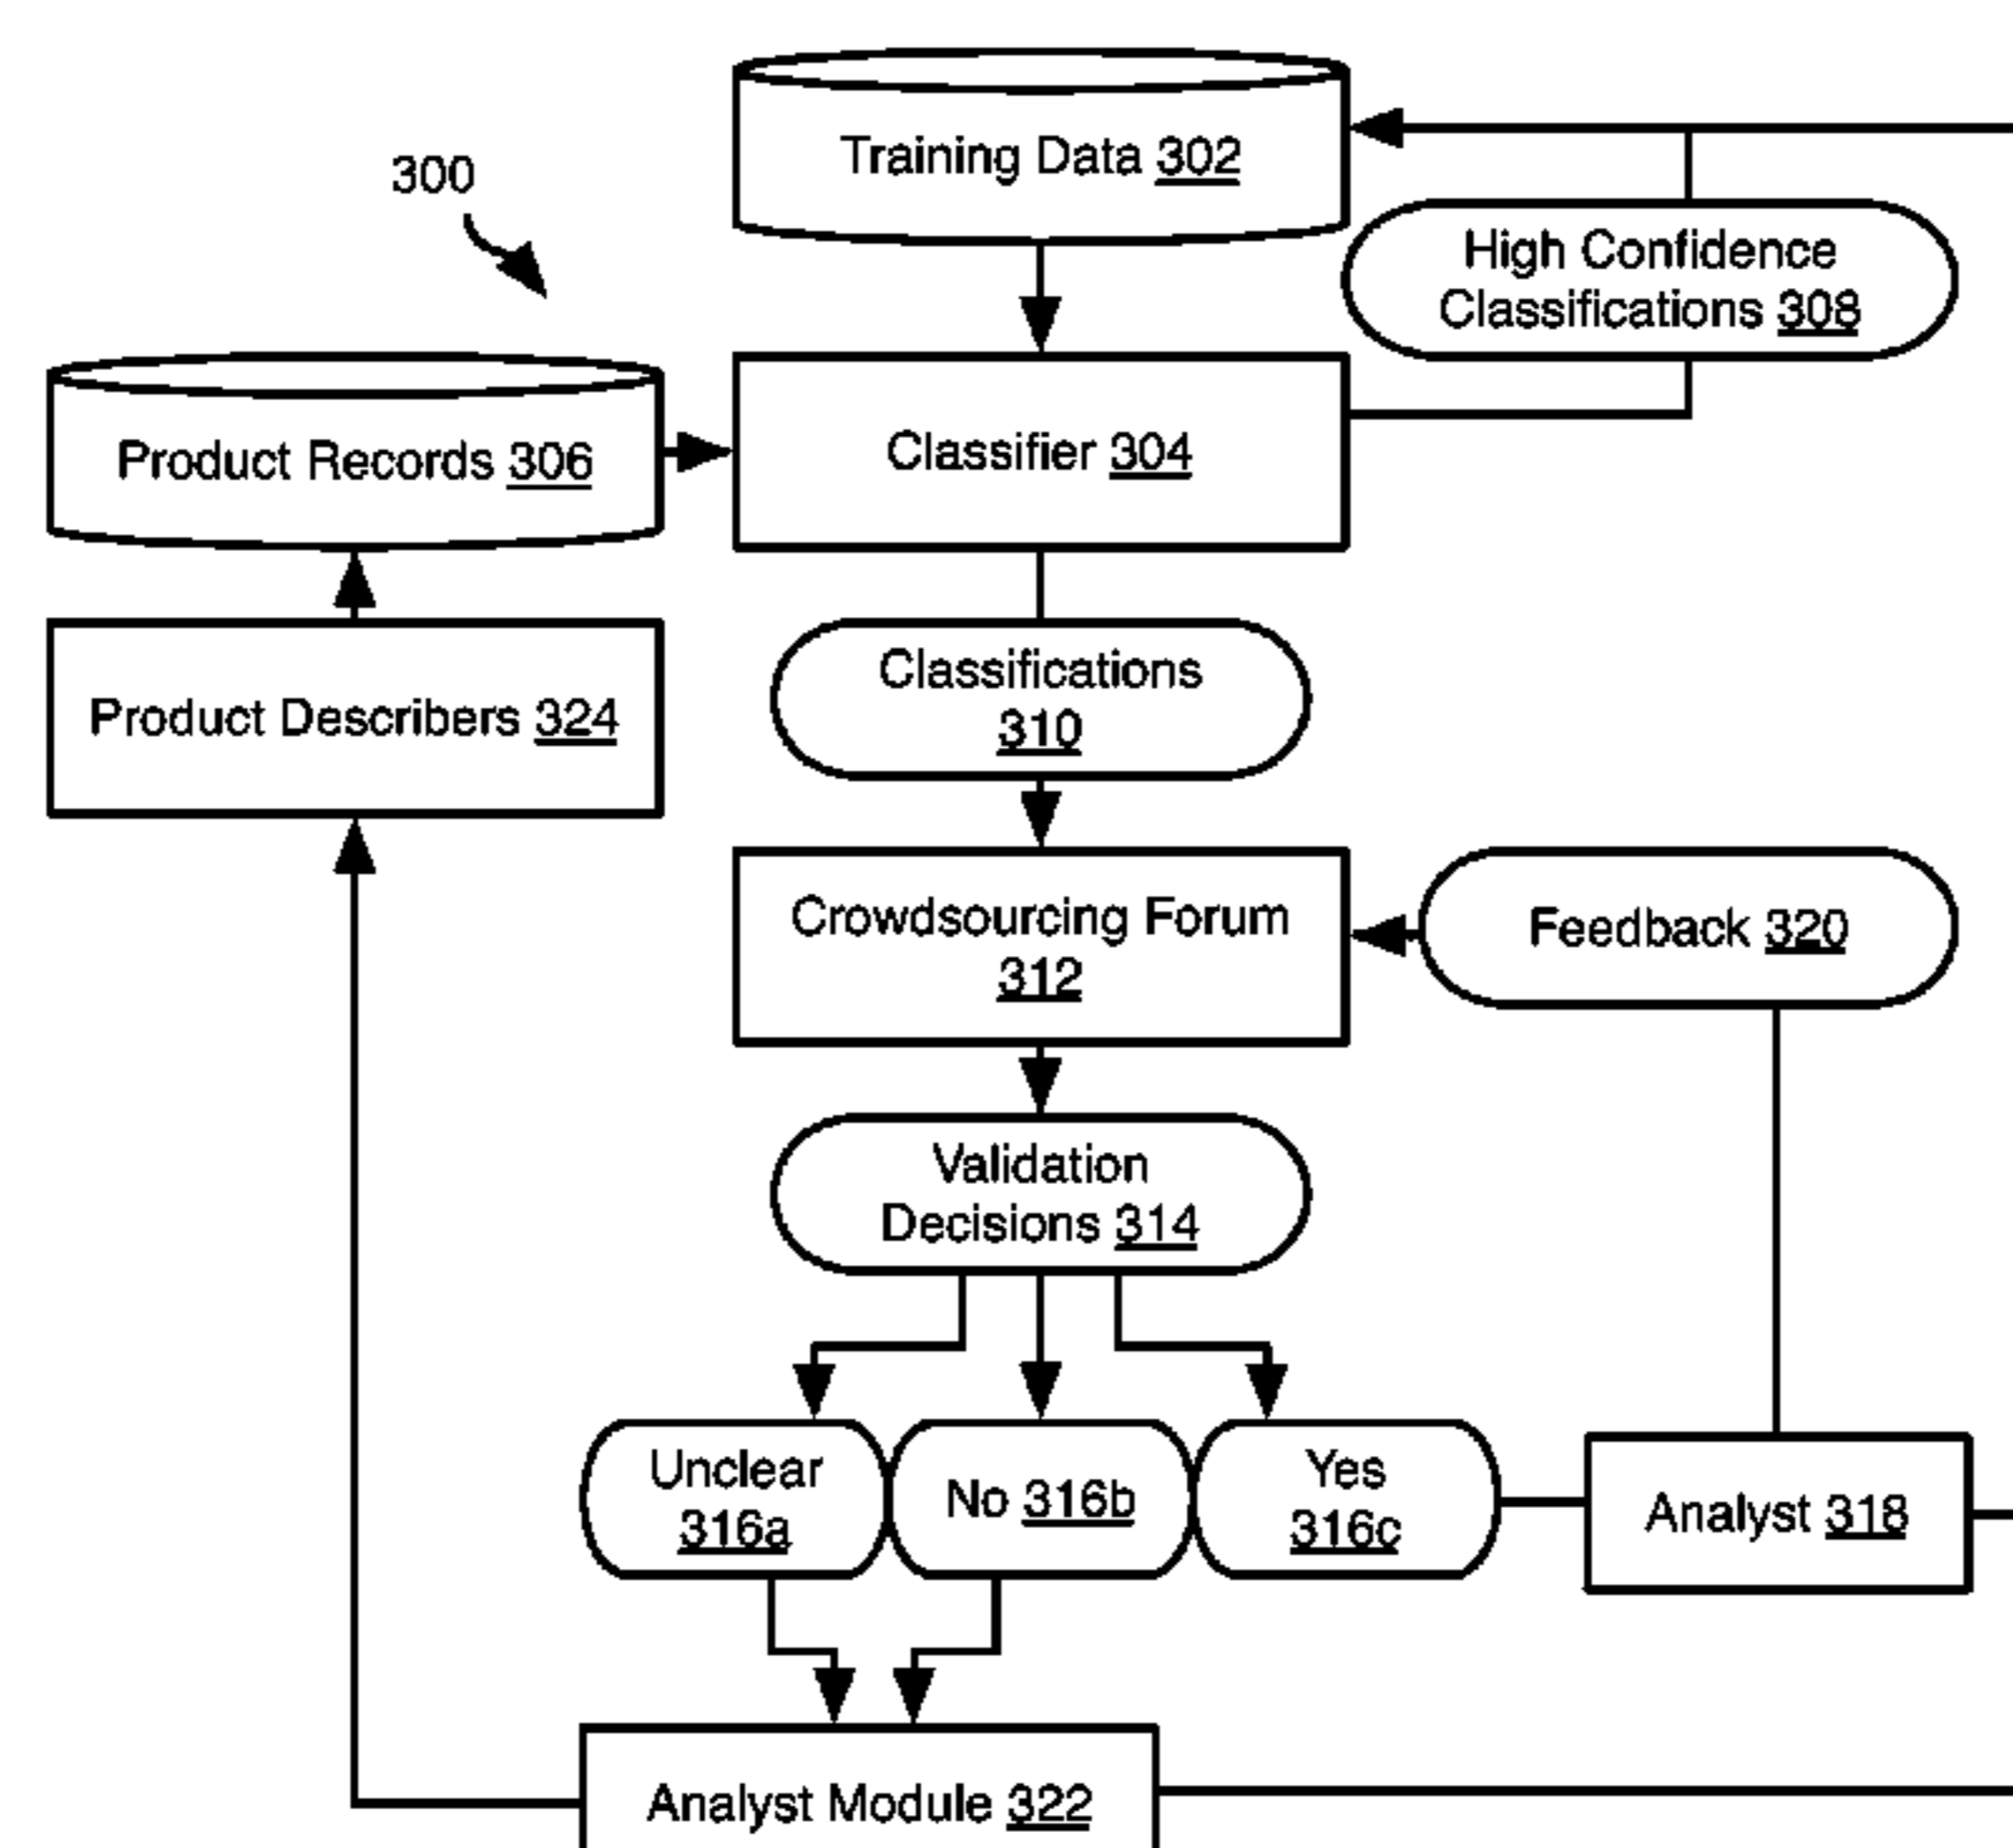 Training Data 302
300
High Confidence
Classifications 308
Product Records 306
Classifier 304
Classifications
310
Product Describers 324
Crowdsourcing Forum
312
Feedback 320
Validation
Decisions 314
Unclear
316a
No 316b
Yes
316c
Analyst 318
Analyst Module 322